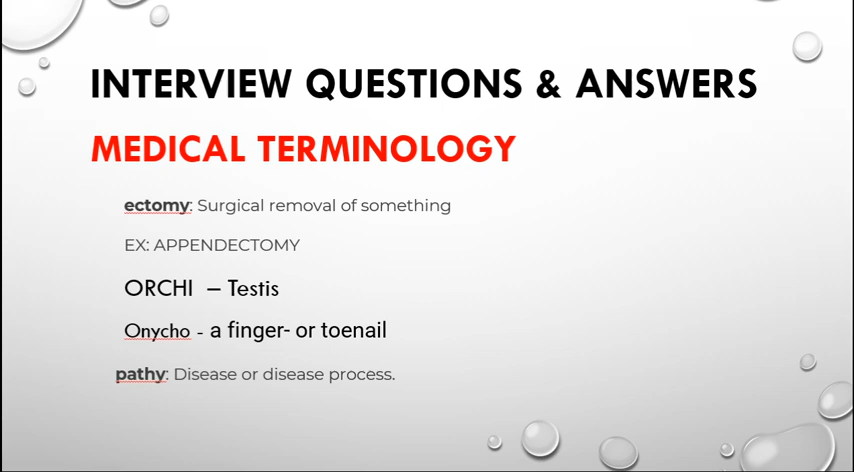 INTERVIEW QUESTIONS & ANSWERS
MEDICAL TERMINOLOGY
ectomy: Surgical removal of something
EX: APPENDECTOMY
ORCHI – Testis
Onycho - a finger- or toenail
pathy: Disease or disease process.